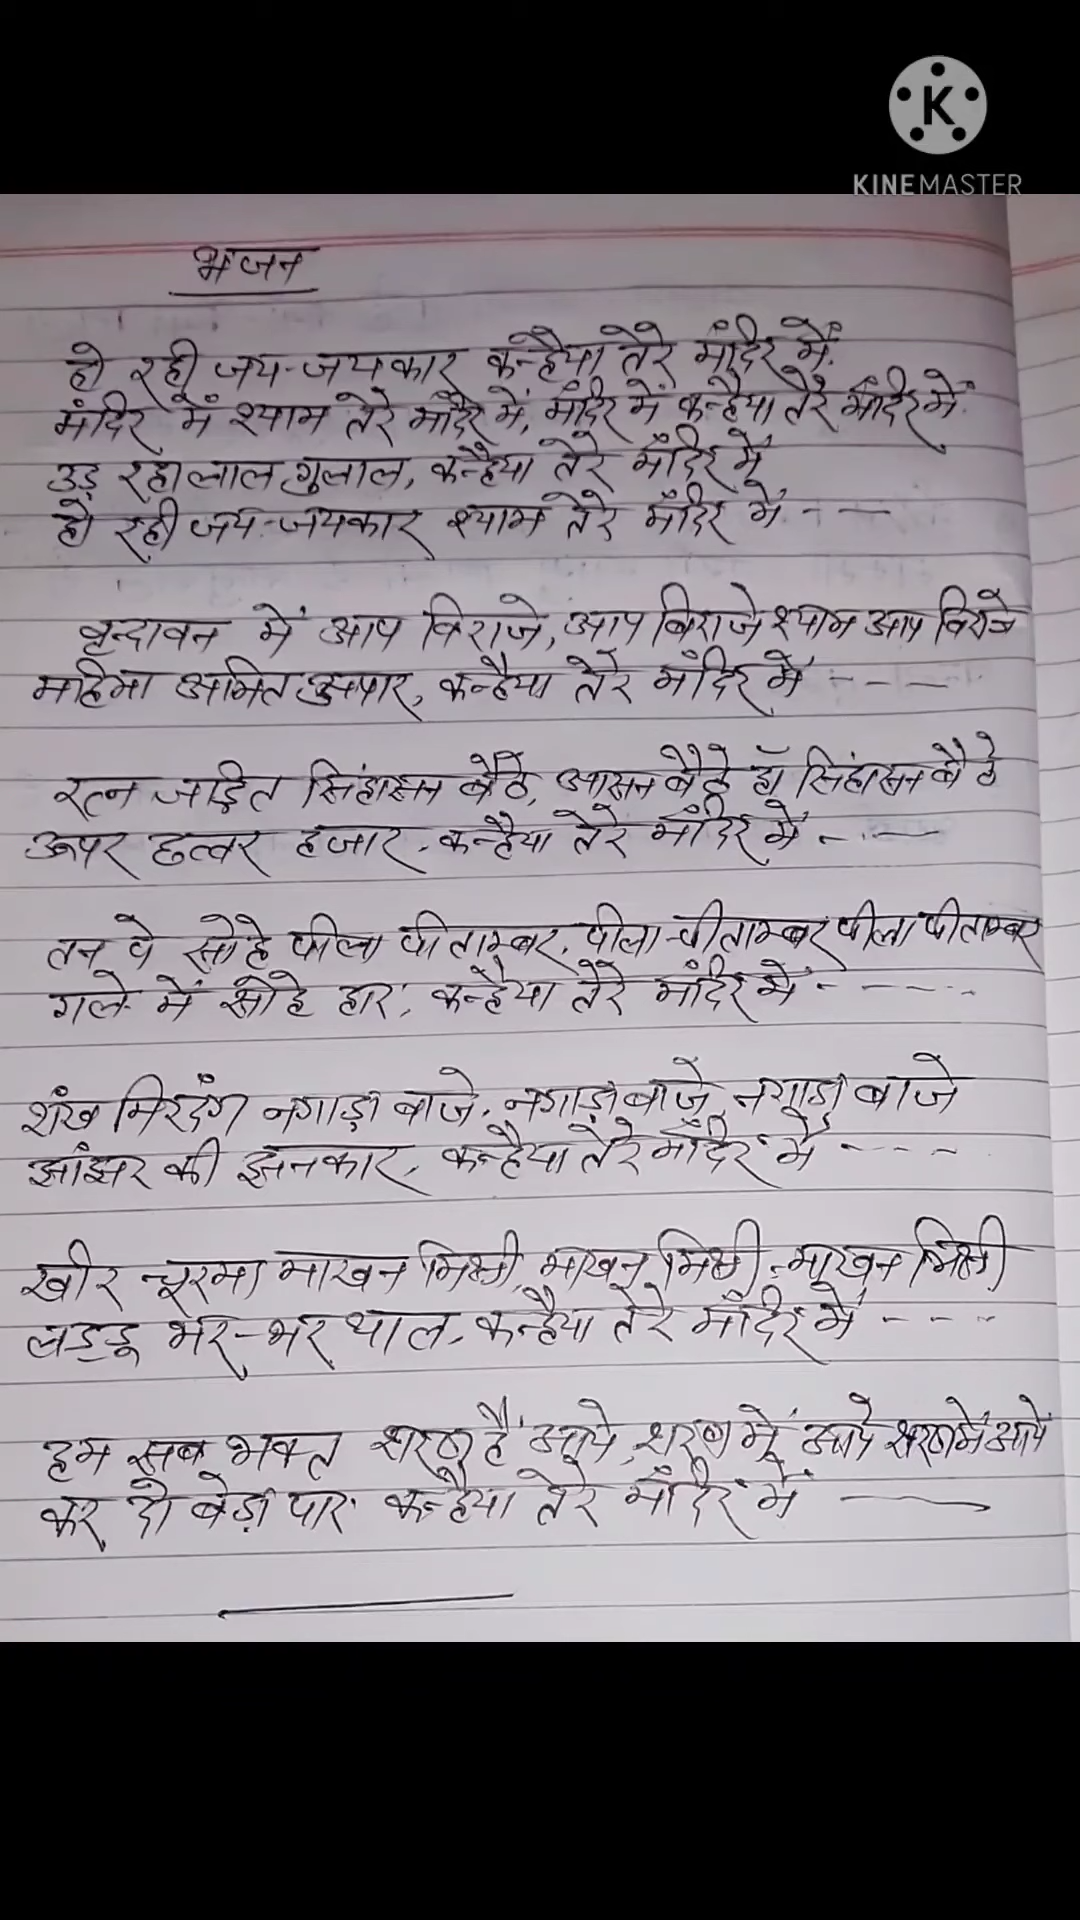 KINEMASTER
भजन
हो रही जय-जयकार कन्हैया तेरे मंदिर में,
मंदिर में श्याम तेरे मंदिर में, मंदिर में कन्हैया तेरे मंदिर में
उड़ रहा लाल गुलाल, कन्हैया तेरे मंदिर में
हो रही जय-जयकार श्याम तेरे मंदिर में - - -
वृन्दावन में आप विराजे, आप बिराजे श्याम आप विराजे
महिमा अमित अपार, कन्हैया तेरे मंदिर में - - - -
रत्न जड़ित सिंहासन बैठे, आसन बैठे हाँ सिंहासन बैठे
ऊपर छत्तर हजार, कन्हैया तेरे मंदिर में - - - -
तन पे सोहे पीला पीताम्बर, पीला-पीताम्बर पीला पीताम्बर
गले में सोहे हार, कन्हैया तेरे मंदिर में - - - - -
शंख मिरदंग नगाड़ा बाजे, नगाड़ा बाजे, नगाड़ा बाजे
झांझर की झनकार, कन्हैया तेरे मंदिर में - - - -
खीर चूरमा माखन मिश्री, माखन मिश्री, माखन मिश्री
लड्डू भर-भर थाल, कन्हैया तेरे मंदिर में - - - -
हम सब भक्त शरण हैं आये, शरण में आये शरण में आये
कर दो बेड़ा पार, कन्हैया तेरे मंदिर में ——